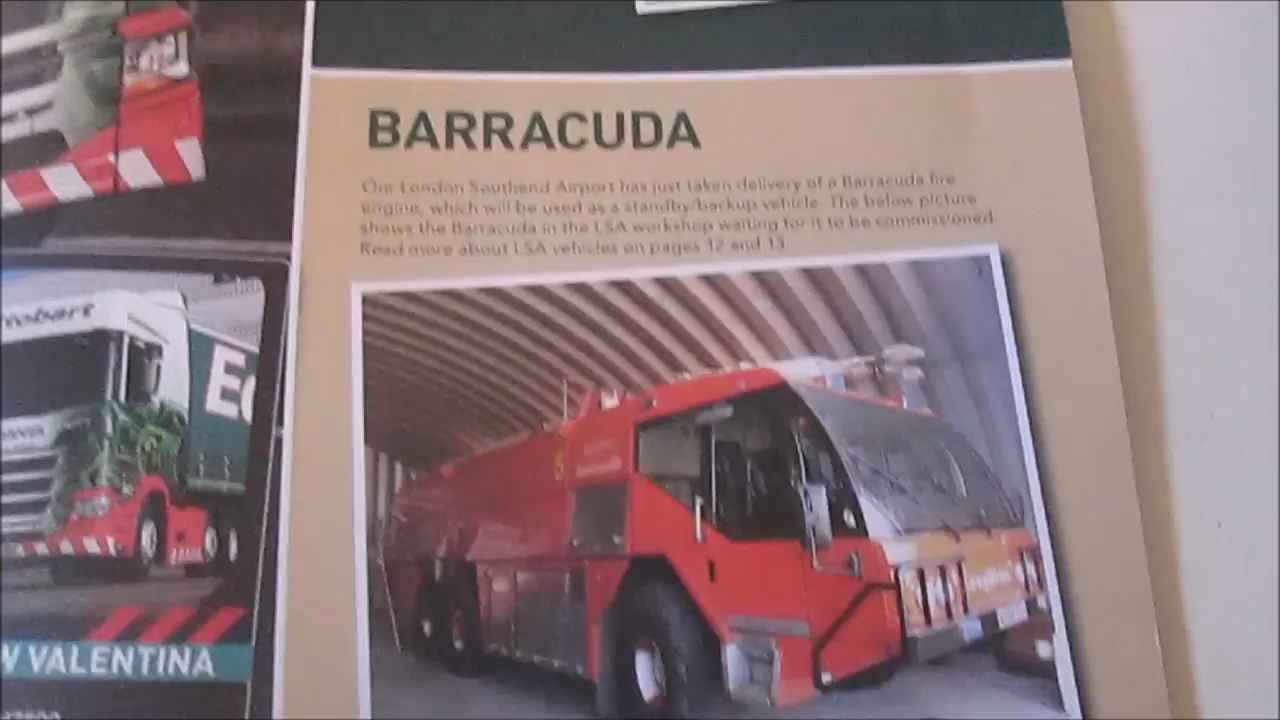 BARRACUDA
Our London Southend Airport has just taken delivery of a Barracuda fire
engine, which will be used as a standby/backup vehicle. The below picture
shows the Barracuda in the LSA workshop waiting for it to be commissioned.
Read more about LSA vehicles on pages 12 and 13.
tobart
SCANIA
E
W VALENTINA